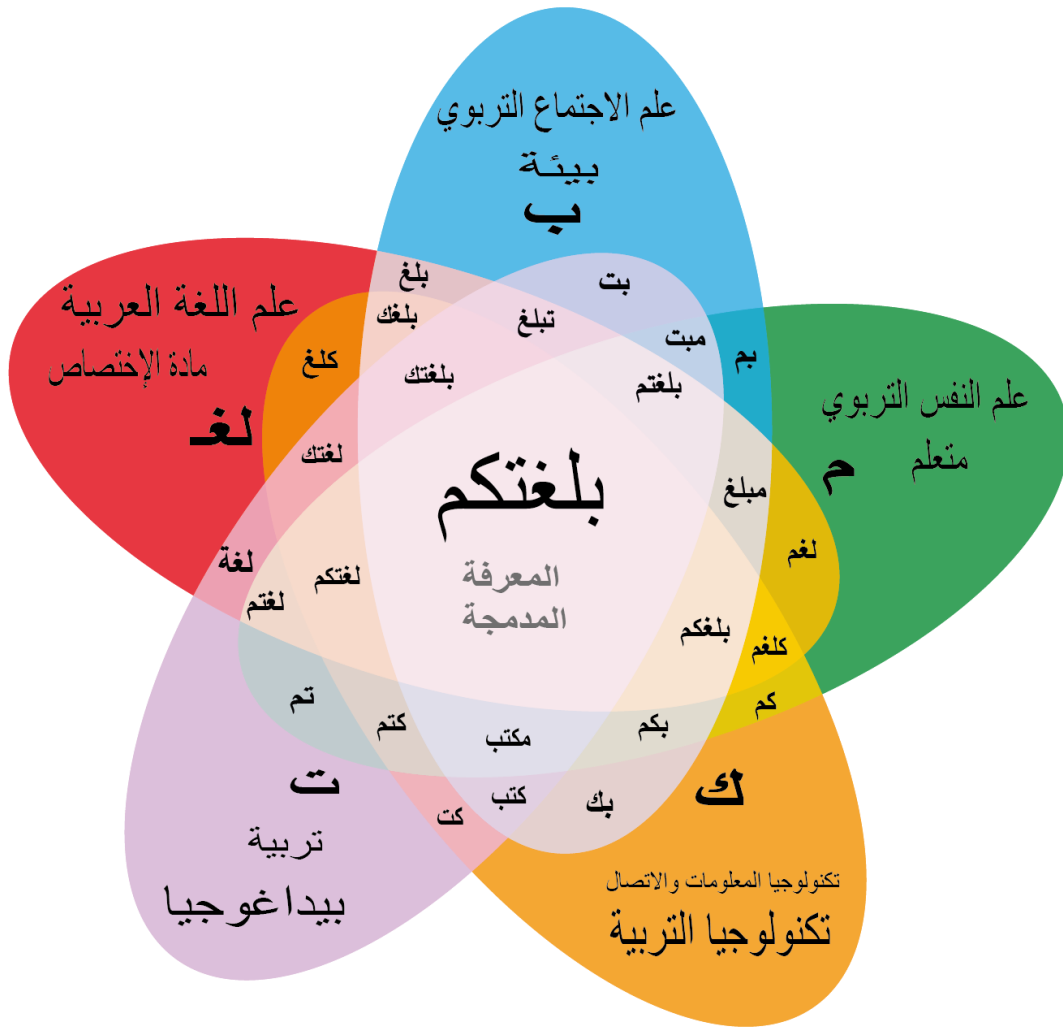 علم الاجتماع التربوي
بيئة
ب
علم اللغة العربية
مادة الإختصاص
لغـ
علم النفس التربوي
متعلم
م
بلغ
بت
بلغك
تبلغ
مبت
بم
كلغ
بلغتك
بلغتم
لغتك
بلغتكم
المعرفة
المدمجة
مبلغ
لغم
لغة
لغتم
لغتكم
بلغكم
كلغم
تم
كتم
مكتب
بكم
كم
كت
كتب
بك
ت
تربية
بيداغوجيا
ك
تكنولوجيا المعلومات والاتصال
تكنولوجيا التربية